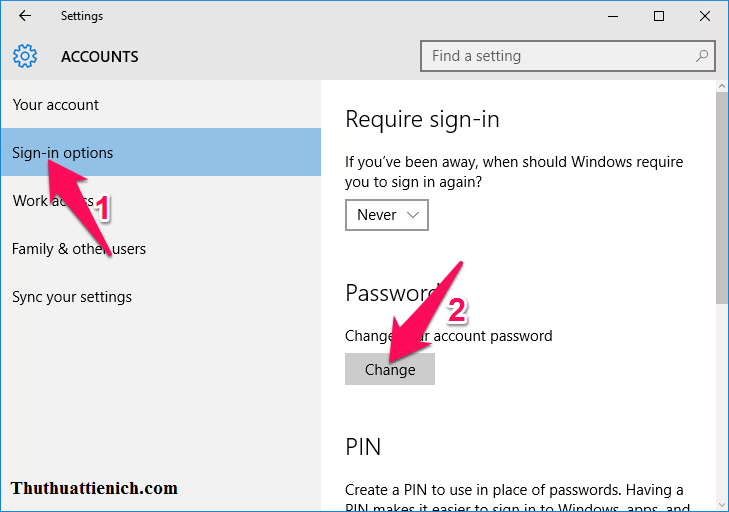 Settings
ACCOUNTS
Find a setting
Your account
Sign-in options
1
Work access
Family & other users
Sync your settings
Require sign-in
If you've been away, when should Windows require
you to sign in again?
Never
Password
2
Change your account password
Change
PIN
Create a PIN to use in place of passwords. Having a
PIN makes it easier to sign in to Windows, apps, and
Thuthuattienich.com